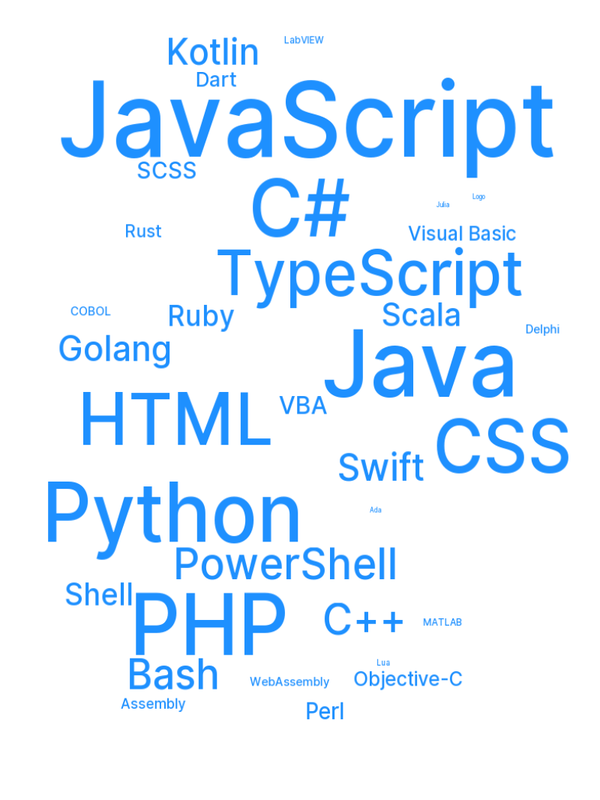 LabVIEW
Kotlin
Dart
JavaScript
SCSS
C#
Julia
Logo
Rust
Visual Basic
TypeScript
COBOL
Ruby
Scala
Delphi
Golang
Java
HTML
VBA
CSS
Swift
Python
Ada
PowerShell
Shell
PHP
C++
MATLAB
Lua
Bash
WebAssembly
Objective-C
Assembly
Perl